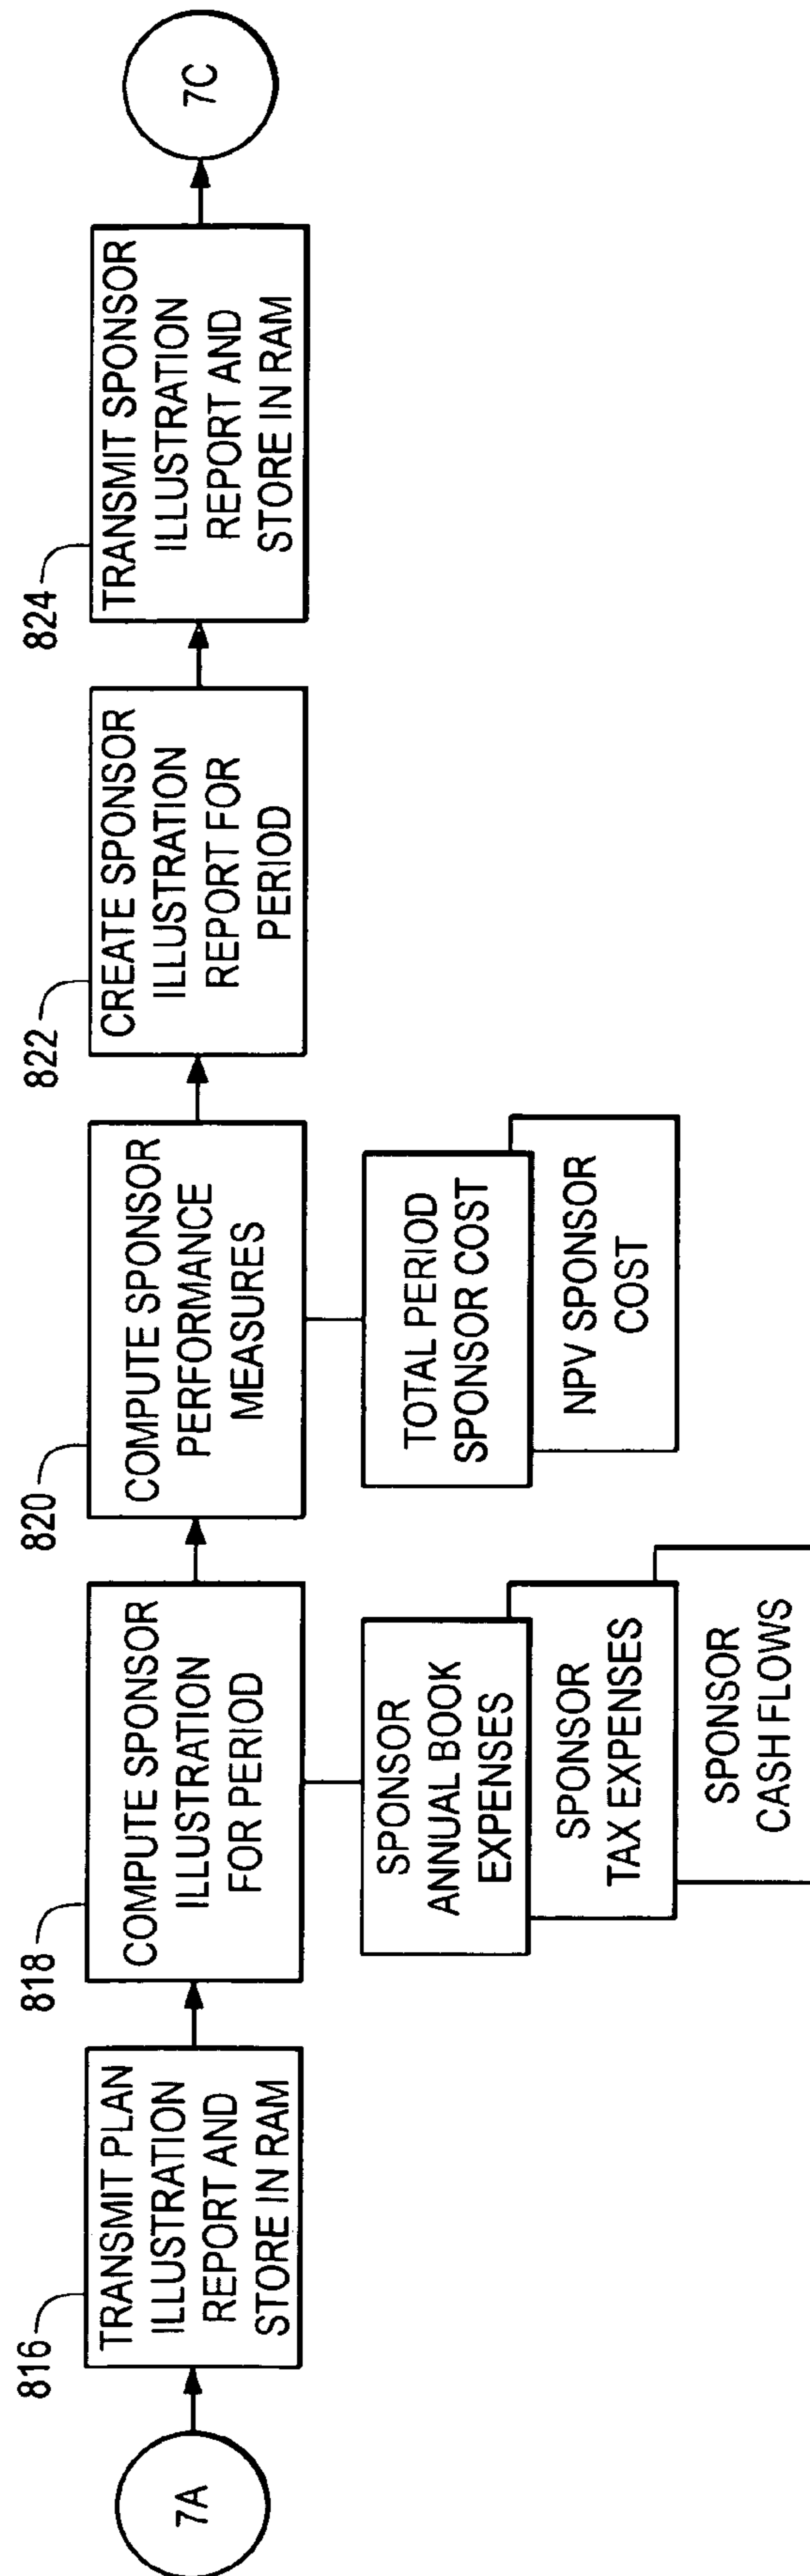 7A
816
TRANSMIT PLAN
ILLUSTRATION
REPORT AND
STORE IN RAM
818
COMPUTE SPONSOR
ILLUSTRATION
FOR PERIOD
SPONSOR
ANNUAL BOOK
EXPENSES
SPONSOR
TAX EXPENSES
SPONSOR
CASH FLOWS
820
COMPUTE SPONSOR
PERFORMANCE
MEASURES
TOTAL PERIOD
SPONSOR COST
NPV SPONSOR
COST
822
CREATE SPONSOR
ILLUSTRATION
REPORT FOR
PERIOD
824
TRANSMIT SPONSOR
ILLUSTRATION
REPORT AND
STORE IN RAM
7C